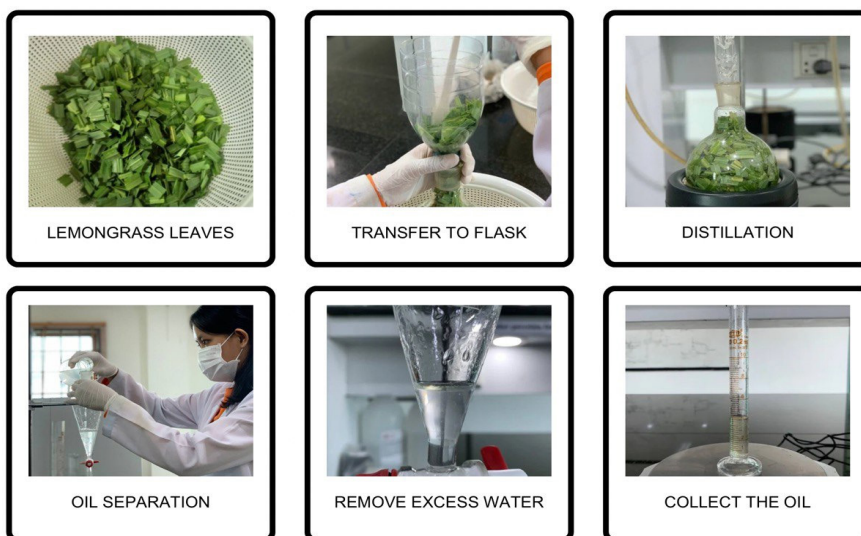 LEMONGRASS LEAVES
TRANSFER TO FLASK
DISTILLATION
OIL SEPARATION
REMOVE EXCESS WATER
COLLECT THE OIL